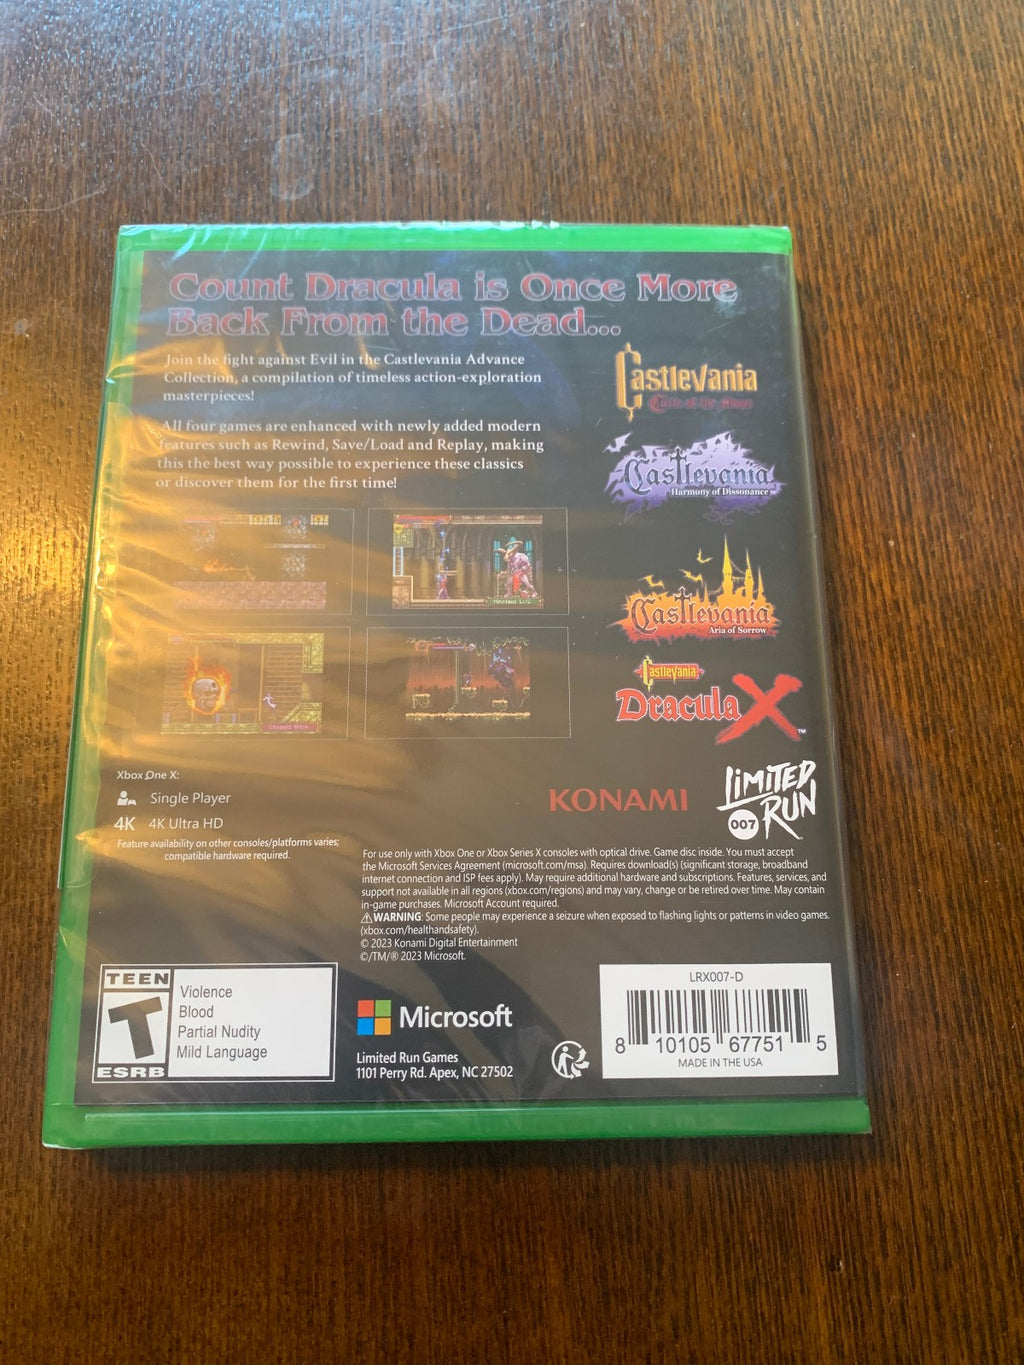 Count Dracula is Once More
Back From the Dead...
Join the fight against Evil in the Castlevania Advance
Collection, a compilation of timeless action-exploration
masterpieces!
All four games are enhanced with newly added modern
features such as Rewind, Save/Load and Replay, making
this the best way possible to experience these classics
or discover them for the first time!
Castlevania
Circle of the Moon
Castlevania
Harmony of Dissonance™
Castlevania
Aria of Sorrow
Castlevania
Dracula X™
Xbox One X:
Single Player
4K 4K Ultra HD
Feature availability on other consoles/platforms varies;
compatible hardware required.
KONAMI
LIMITED
RUN
007
For use only with Xbox One or Xbox Series X consoles with optical drive. Game disc inside. You must accept
the Microsoft Services Agreement (microsoft.com/msa). Requires download(s) (significant storage, broadband
internet connection and ISP fees apply). May require additional hardware and subscriptions. Features, services, and
support not available in all regions (xbox.com/regions) and may vary, change or be retired over time. May contain
in-game purchases. Microsoft Account required.
⚠WARNING: Some people may experience a seizure when exposed to flashing lights or patterns in video games.
(xbox.com/healthandsafety).
© 2023 Konami Digital Entertainment
©/TM/® 2023 Microsoft.
TEEN
T
ESRB
Violence
Blood
Partial Nudity
Mild Language
Microsoft
Limited Run Games
1101 Perry Rd. Apex, NC 27502
LRX007-D
8 10105 67751 5
MADE IN THE USA